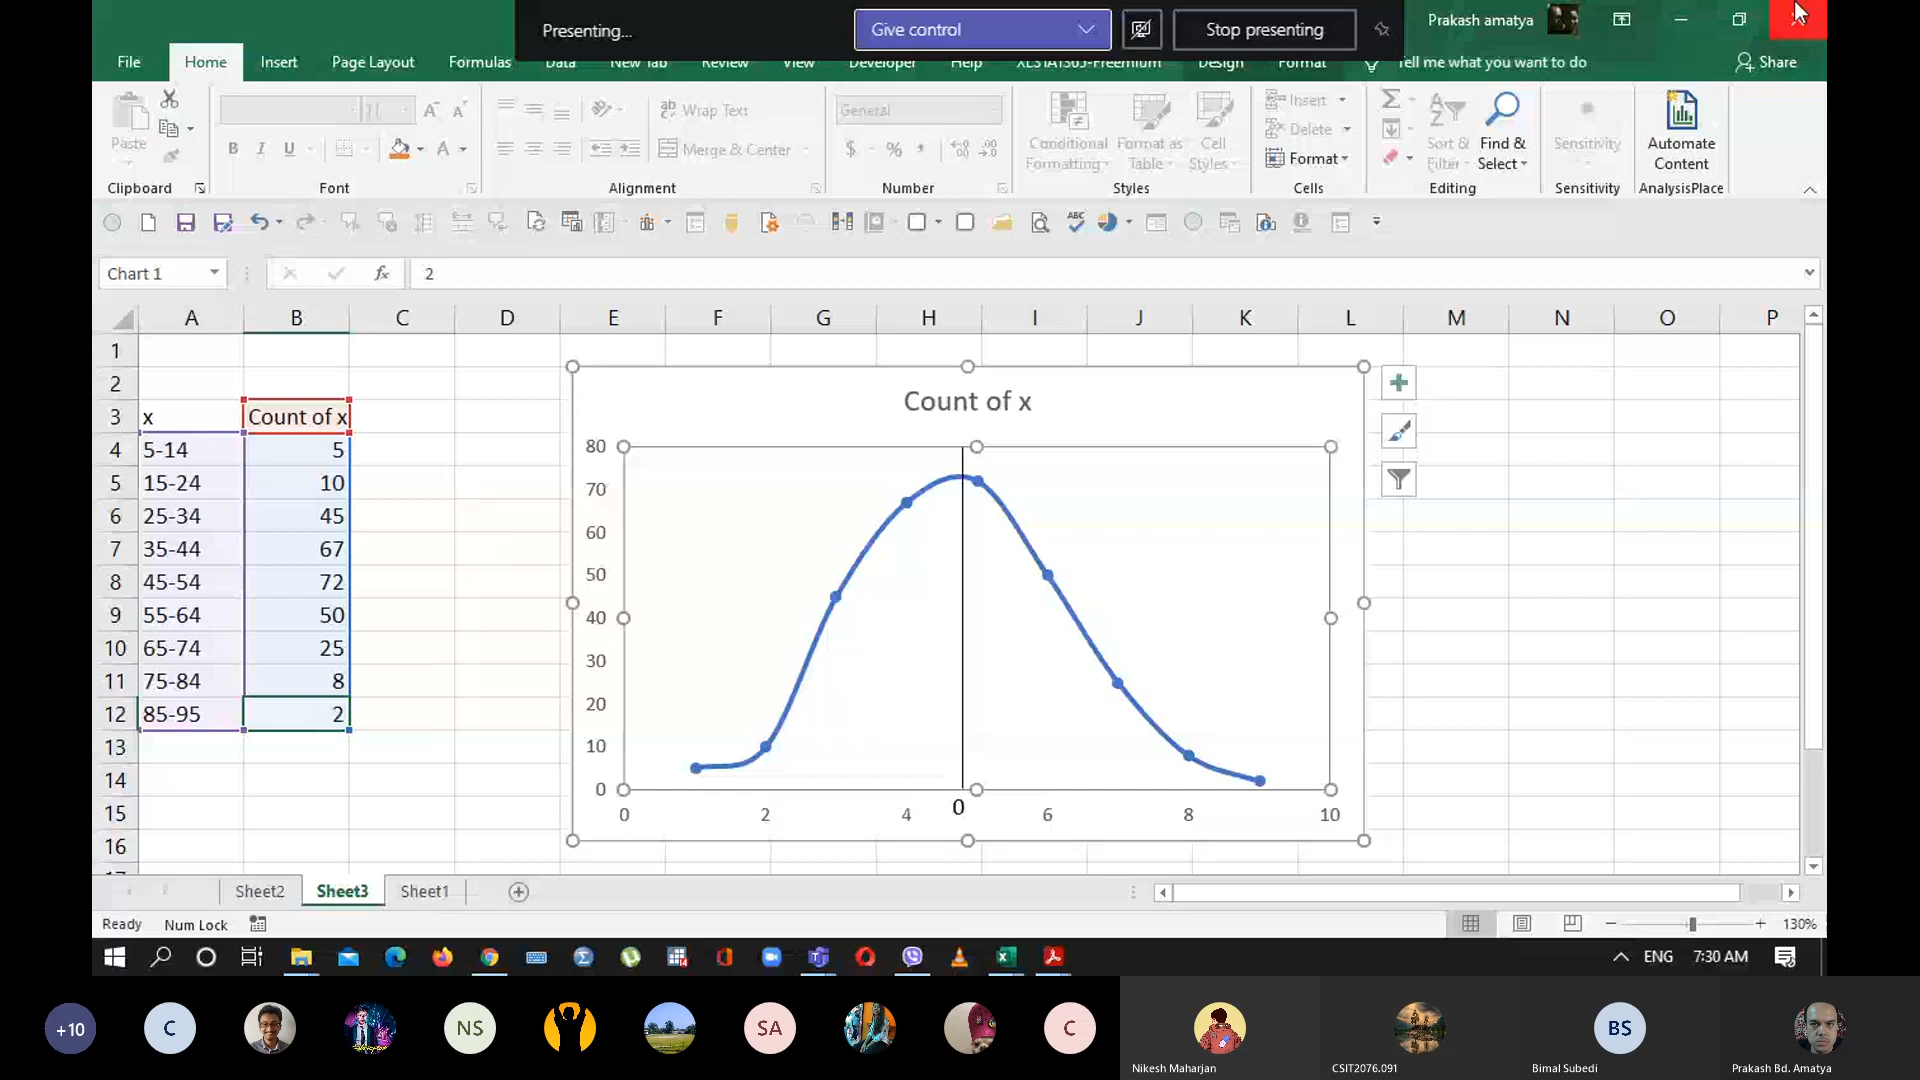 Presenting...
Give control
Stop presenting
Prakash amatya
File
Home
Insert
Page Layout
Formulas
Data
New Tab
Review
View
Developer
Help
XLSTAT365-Freemium
Design
Format
Tell me what you want to do
Share
Paste
Clipboard
11
B I U
Font
Wrap Text
Merge & Center
Alignment
General
$ % ,
Number
Conditional Formatting
Format as Table
Cell Styles
Styles
Insert
Delete
Format
Cells
Sort & Filter
Find & Select
Editing
Sensitivity
Sensitivity
Automate Content
AnalysisPlace
ABC
Chart 1
fx
2
A B C D E F G H I J K L M N O P
1
2
3 x Count of x
4 5-14 5
5 15-24 10
6 25-34 45
7 35-44 67
8 45-54 72
9 55-64 50
10 65-74 25
11 75-84 8
12 85-95 2
13
14
15
16
Count of x
80
70
60
50
40
30
20
10
0
0 2 4 0 6 8 10
Sheet2
Sheet3
Sheet1
Ready
Num Lock
130%
ENG
7:30 AM
+10
C
NS
SA
C
BS
Nikesh Maharjan
CSIT2076.091
Bimal Subedi
Prakash Bd. Amatya